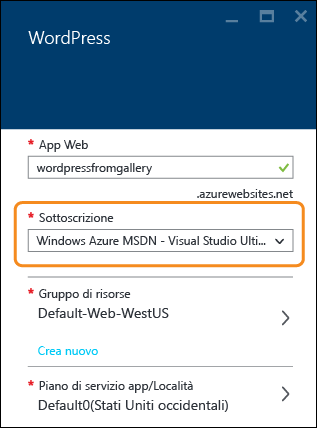 WordPress
* App Web
wordpressfromgallery
.azurewebsites.net
* Sottoscrizione
Windows Azure MSDN - Visual Studio Ulti...
* Gruppo di risorse
Default-Web-WestUS
Crea nuovo
* Piano di servizio app/Località
Default0(Stati Uniti occidentali)